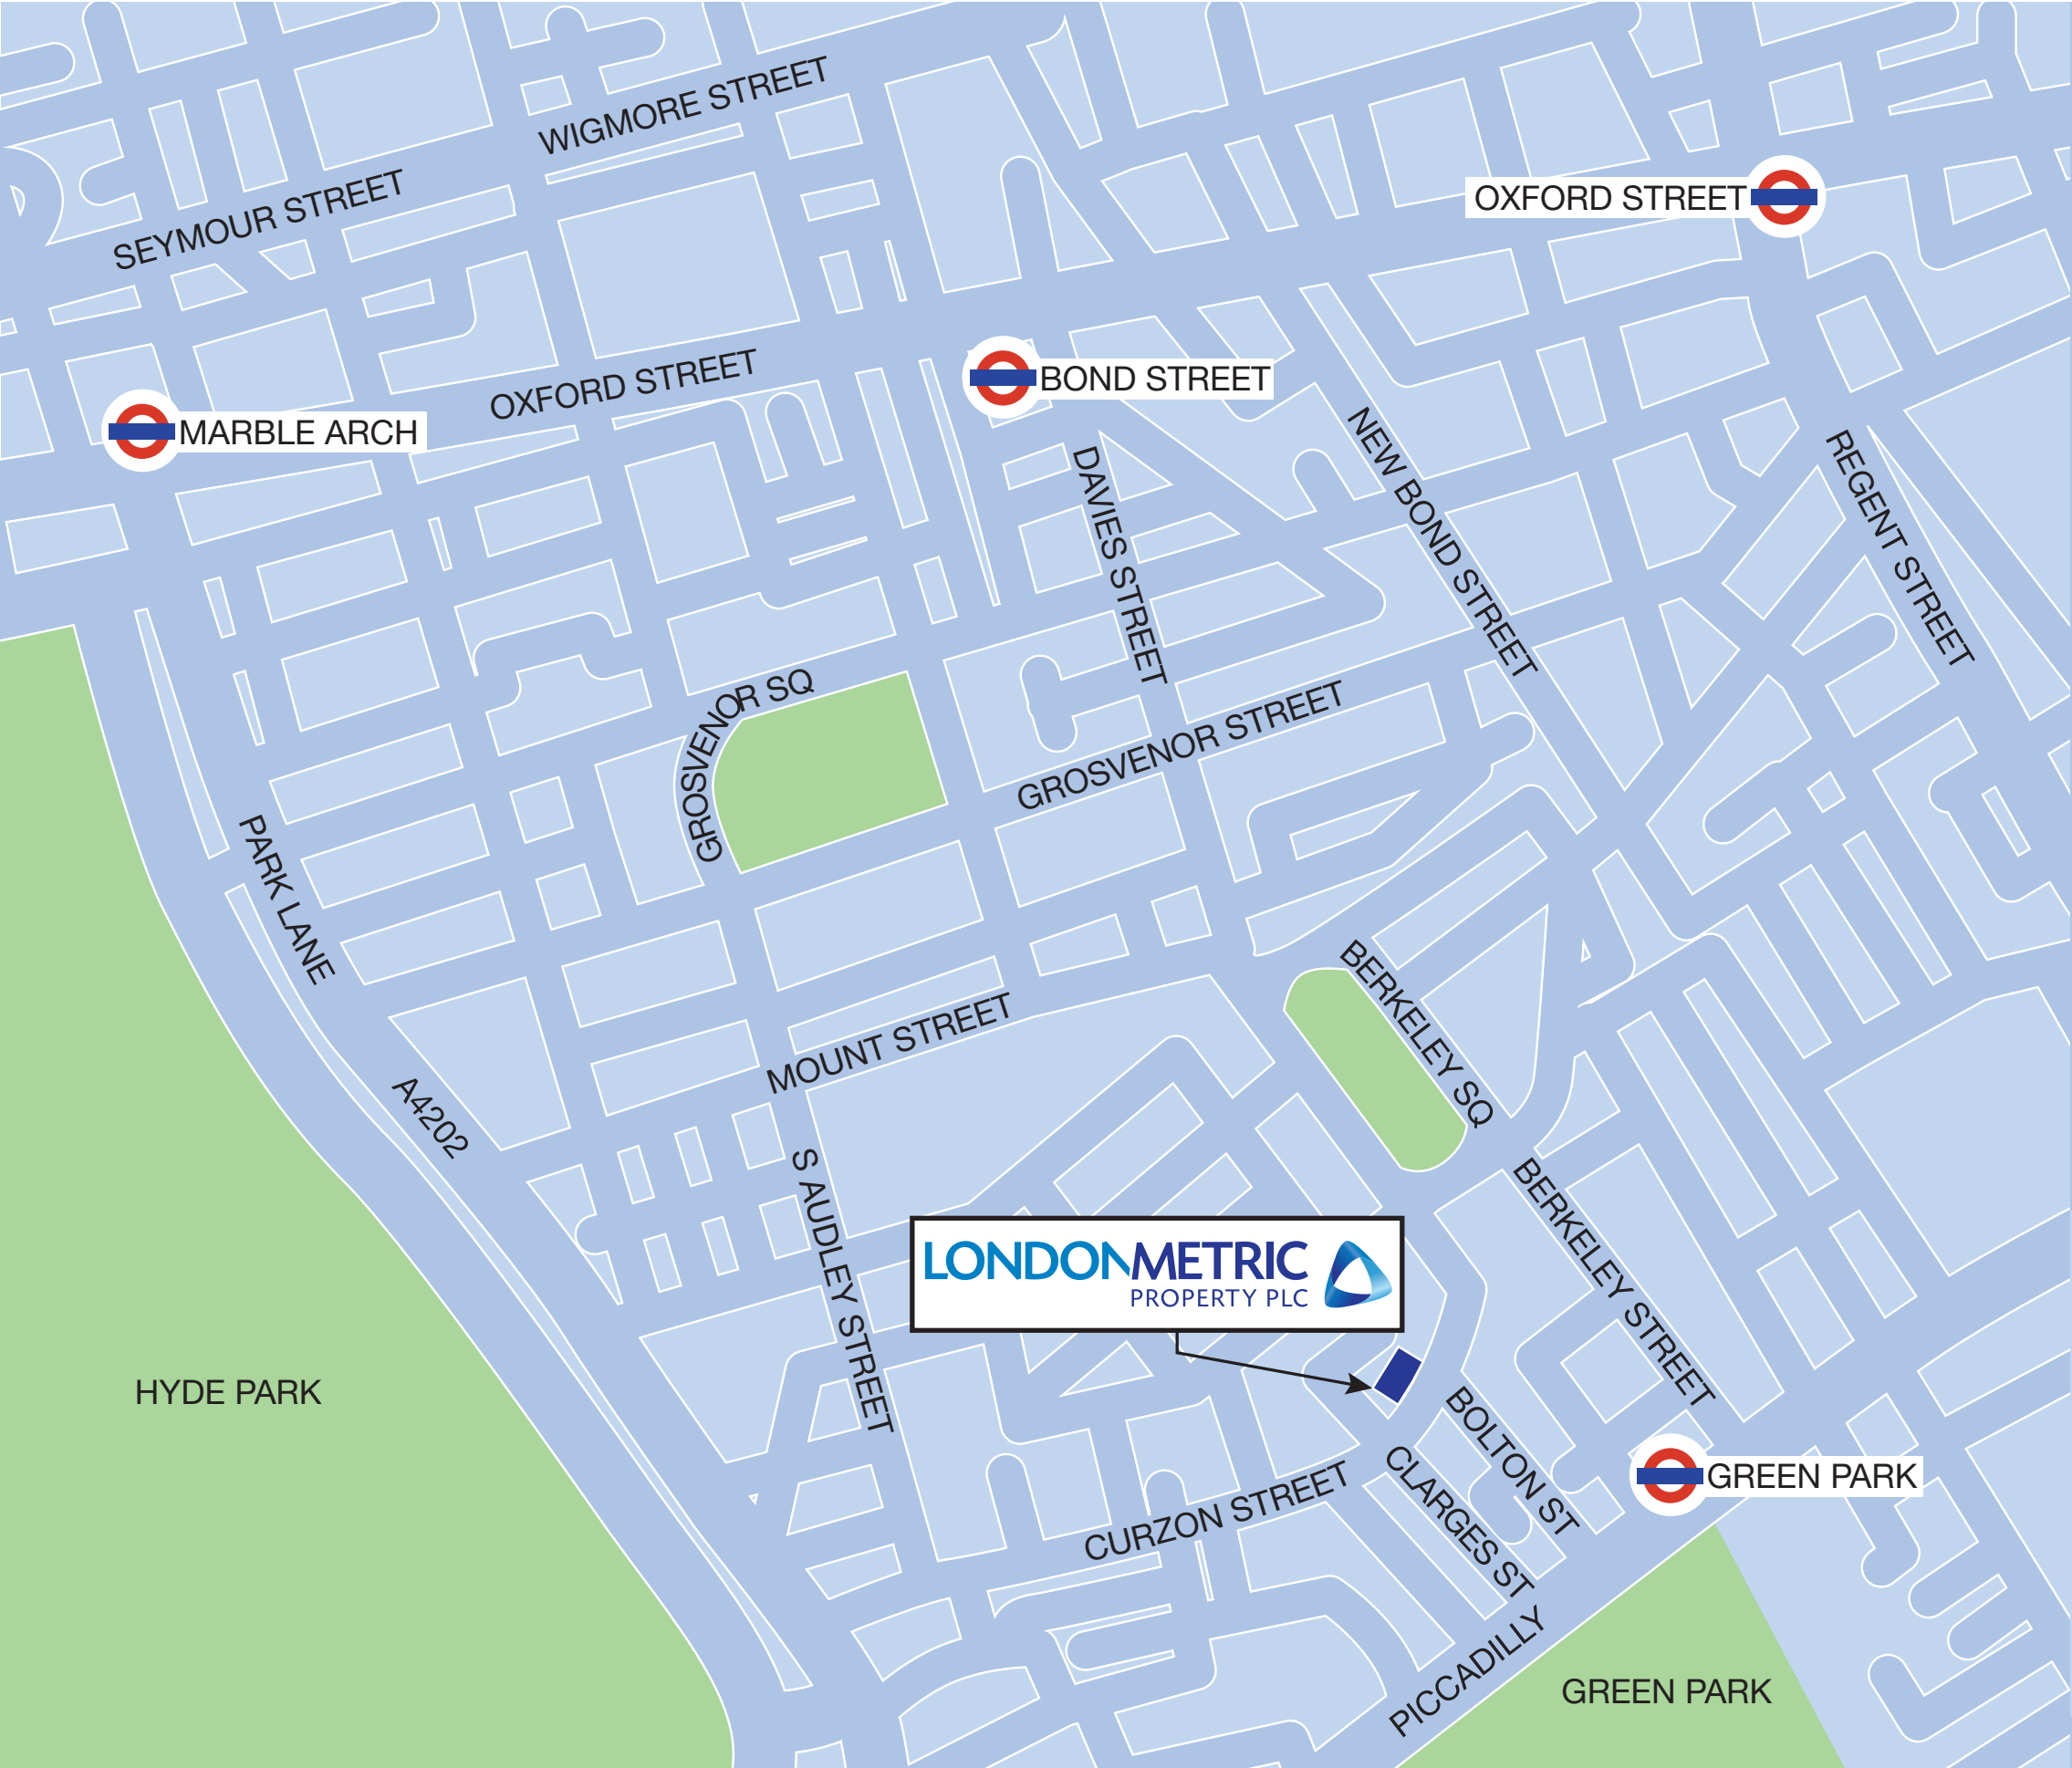 WIGMORE STREET
SEYMOUR STREET
OXFORD STREET
OXFORD STREET
BOND STREET
MARBLE ARCH
NEW BOND STREET
REGENT STREET
DAVIES STREET
GROSVENOR SQ
GROSVENOR STREET
PARK LANE
BERKELEY SQ
MOUNT STREET
A4202
S AUDLEY STREET
BERKELEY STREET
LONDONMETRIC
PROPERTY PLC
HYDE PARK
BOLTON ST
CLARGES ST
GREEN PARK
CURZON STREET
PICCADILLY
GREEN PARK